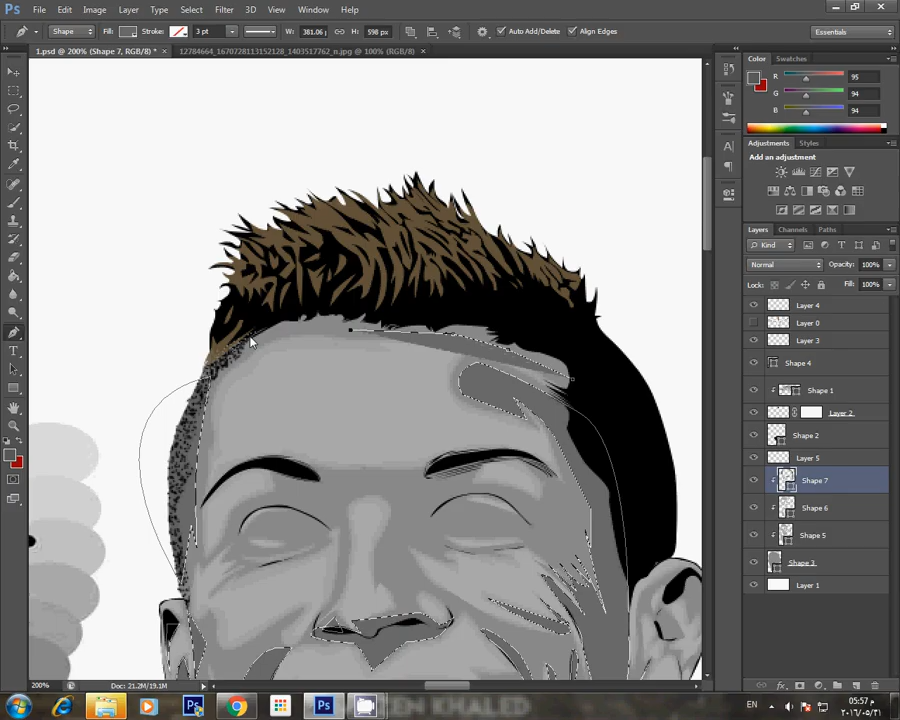 Ps File Edit Image Layer Type Select Filter 3D View Window Help
Shape Fill: Stroke: 3 pt W: 381.06 H: 598 px Auto Add/Delete Align Edges Essentials
1.psd @ 200% (Shape 7, RGB/8) * × 12784664_1670728113152128_1403517762_n.jpg @ 100% (RGB/8) ×
Color Swatches
R 95
G 94
B 94
Adjustments Styles
Add an adjustment
Layers Channels Paths
Kind
Normal Opacity: 100%
Lock: Fill: 100%
Layer 4
Layer 0
Layer 3
Shape 4
Shape 1
Layer 2
Shape 2
Layer 5
Shape 7
Shape 6
Shape 5
Shape 3
Layer 1
200% Doc: 21.2M/19.1M
EN 05:57 م
٢٠١٦/٠٥/٣١